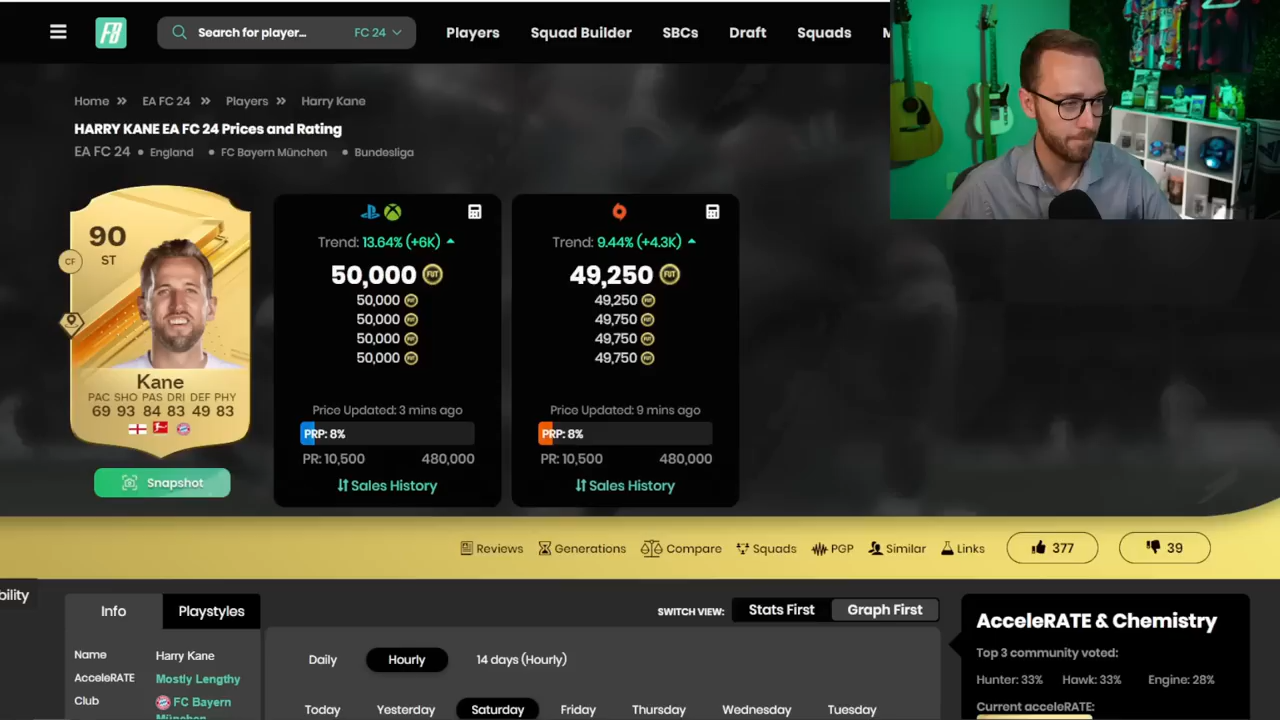 FB
Search for player...
FC 24
Players
Squad Builder
SBCs
Draft
Squads
M
Home » EA FC 24 » Players » Harry Kane
HARRY KANE EA FC 24 Prices and Rating
EA FC 24 • England • FC Bayern München • Bundesliga
90
ST
CF
Kane
PAC SHO PAS DRI DEF PHY
69 93 84 83 49 83
Snapshot
Trend: 13.64% (+6K)
50,000
50,000
50,000
50,000
50,000
Price Updated: 3 mins ago
PRP: 8%
PR: 10,500 480,000
Sales History
Trend: 9.44% (+4.3K)
49,250
49,250
49,750
49,750
49,750
Price Updated: 9 mins ago
PRP: 8%
PR: 10,500 480,000
Sales History
Reviews
Generations
Compare
Squads
PGP
Similar
Links
377
39
bility
Info
Playstyles
Name Harry Kane
AcceleRATE Mostly Lengthy
Club FC Bayern
München
SWITCH VIEW:
Stats First
Graph First
Daily
Hourly
14 days (Hourly)
Today
Yesterday
Saturday
Friday
Thursday
Wednesday
Tuesday
AcceleRATE & Chemistry
Top 3 community voted:
Hunter: 33% Hawk: 33% Engine: 28%
Current acceleRATE: